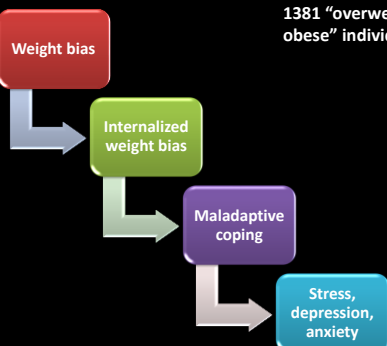 1381 "overwe
obese" individ
Weight bias
Internalized
weight bias
Maladaptive
coping
Stress,
depression,
anxiety